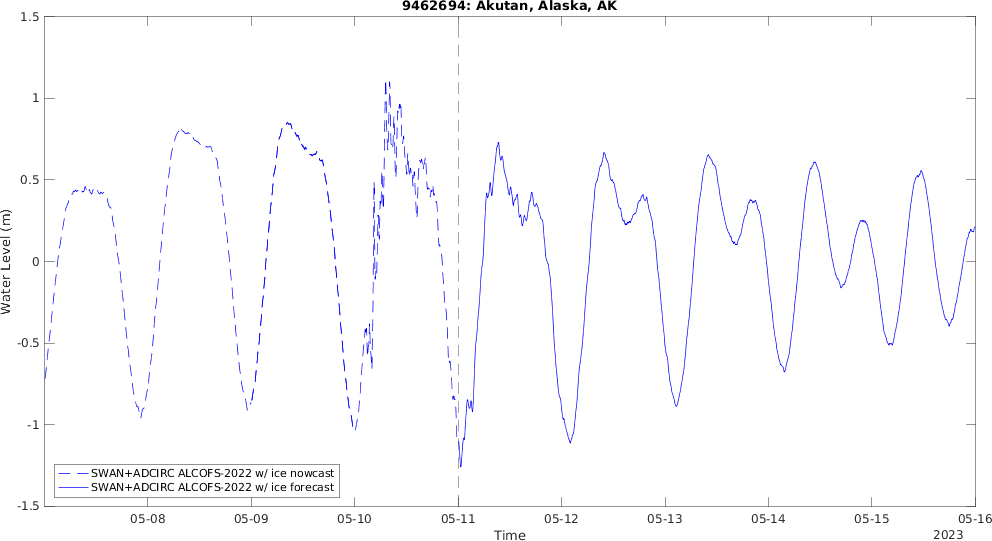 9462694: Akutan, Alaska, AK
1.5
1
0.5
0
-0.5
-1
-1.5
Water Level (m)
SWAN+ADCIRC ALCOFS-2022 w/ ice nowcast
SWAN+ADCIRC ALCOFS-2022 w/ ice forecast
05-08 05-09 05-10 05-11 05-12 05-13 05-14 05-15 05-16
Time
2023